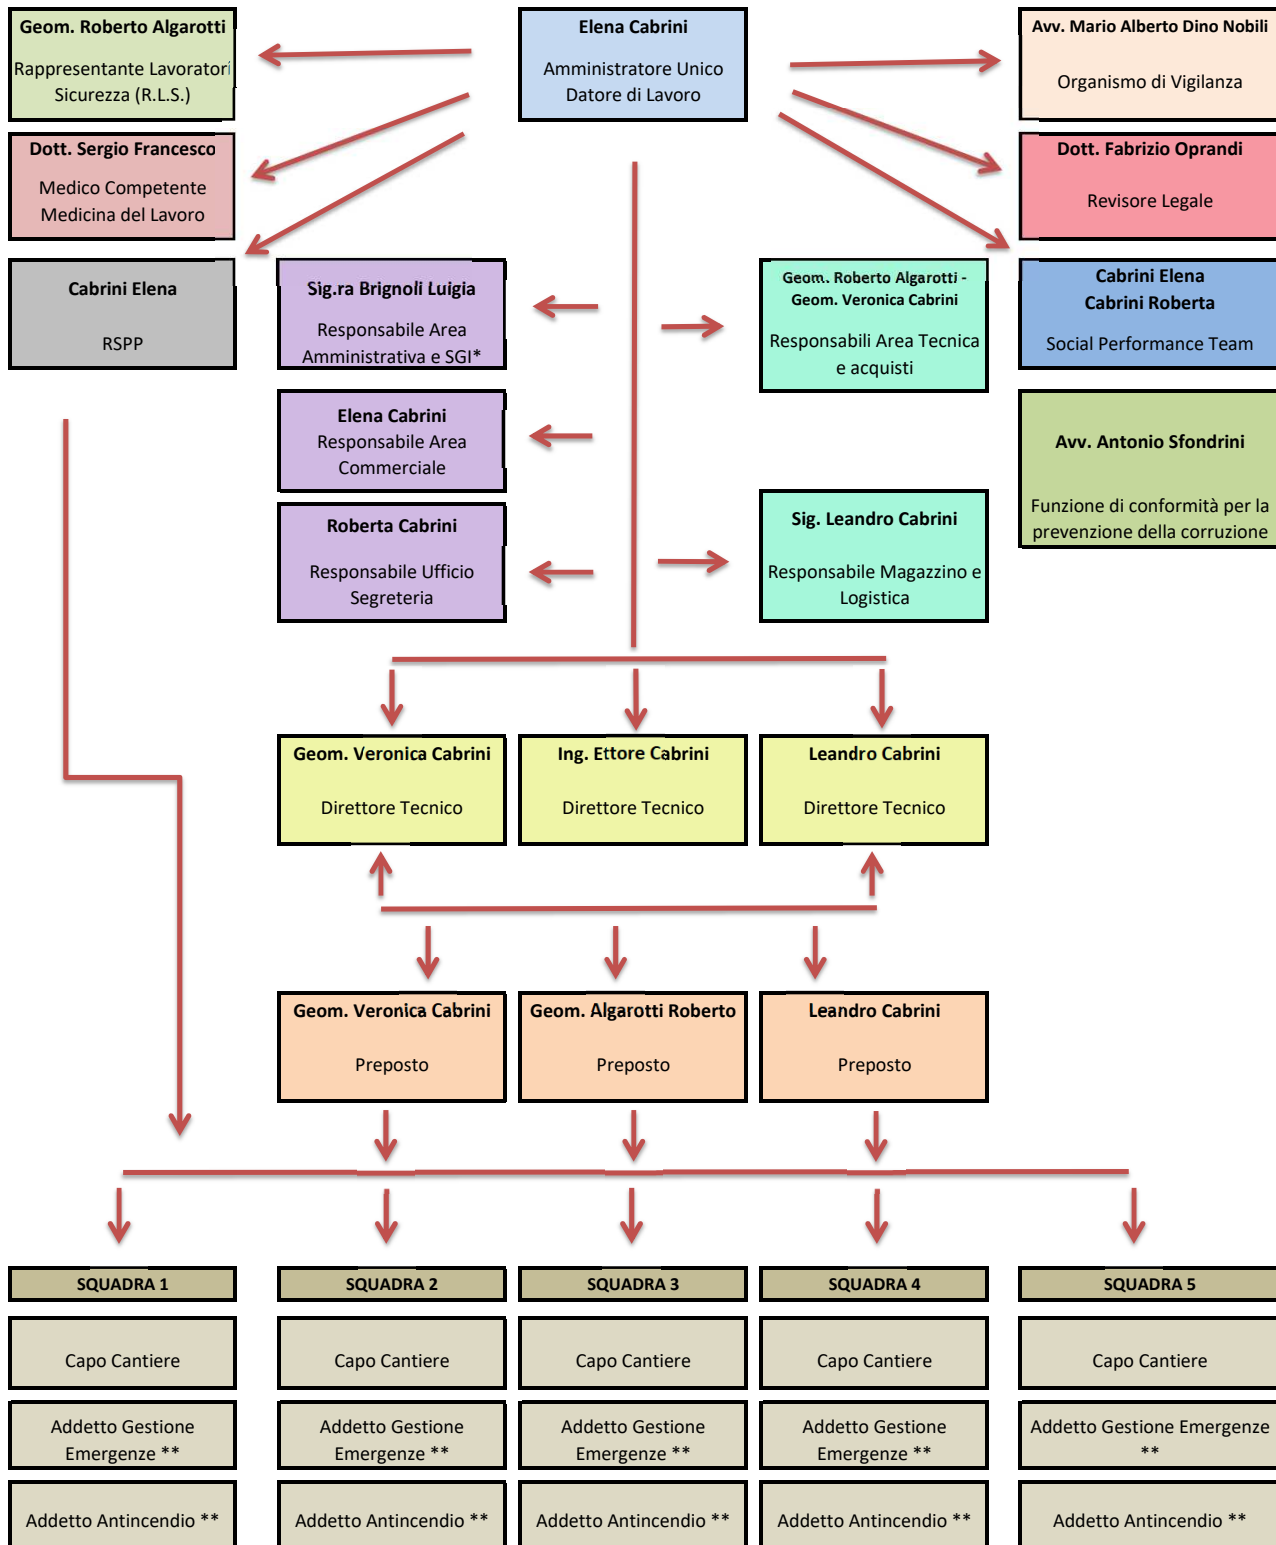 Geom. Roberto Algarotti
Rappresentante Lavoratori
Sicurezza (R.L.S.)
Elena Cabrini
Amministratore Unico
Datore di Lavoro
Avv. Mario Alberto Dino Nobili
Organismo di Vigilanza
Dott. Sergio Francesco
Medico Competente
Medicina del Lavoro
Dott. Fabrizio Oprandi
Revisore Legale
Cabrini Elena
RSPP
Sig.ra Brignoli Luigia
Responsabile Area
Amministrativa e SGI*
Geom. Roberto Algarotti -
Geom. Veronica Cabrini
Responsabili Area Tecnica
e acquisti
Cabrini Elena
Cabrini Roberta
Social Performance Team
Elena Cabrini
Responsabile Area
Commerciale
Avv. Antonio Sfondrini
Funzione di conformità per la
prevenzione della corruzione
Roberta Cabrini
Responsabile Ufficio
Segreteria
Sig. Leandro Cabrini
Responsabile Magazzino e
Logistica
Geom. Veronica Cabrini
Direttore Tecnico
Ing. Ettore Cabrini
Direttore Tecnico
Leandro Cabrini
Direttore Tecnico
Geom. Veronica Cabrini
Preposto
Geom. Algarotti Roberto
Preposto
Leandro Cabrini
Preposto
SQUADRA 1
SQUADRA 2
SQUADRA 3
SQUADRA 4
SQUADRA 5
Capo Cantiere
Capo Cantiere
Capo Cantiere
Capo Cantiere
Capo Cantiere
Addetto Gestione
Emergenze **
Addetto Gestione
Emergenze **
Addetto Gestione
Emergenze **
Addetto Gestione
Emergenze **
Addetto Gestione Emergenze
**
Addetto Antincendio **
Addetto Antincendio **
Addetto Antincendio **
Addetto Antincendio **
Addetto Antincendio **